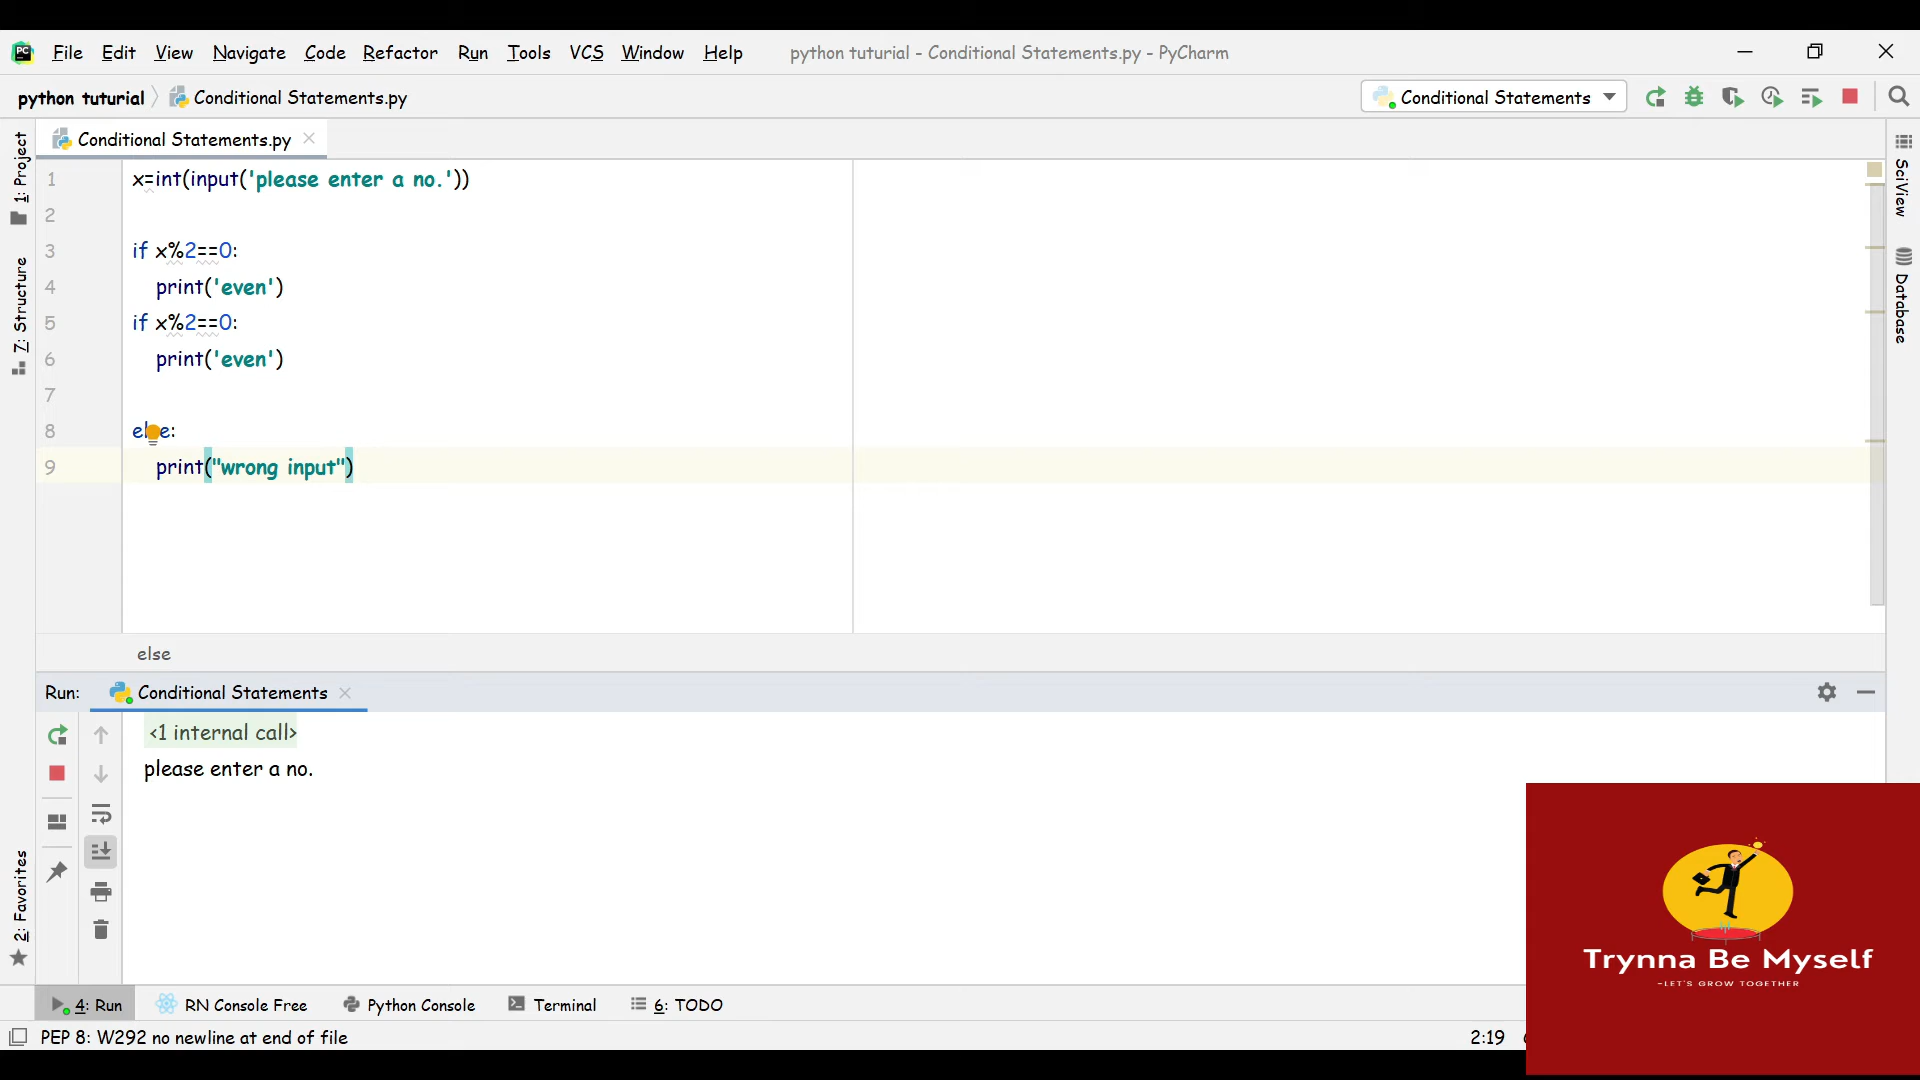 File Edit View Navigate Code Refactor Run Tools VCS Window Help python tuturial - Conditional Statements.py - PyCharm
python tuturial Conditional Statements.py Conditional Statements
Conditional Statements.py
1: Project
7: Structure
2: Favorites
SciView
Database
1 x=int(input('please enter a no.'))
2
3 if x%2==0:
4 print('even')
5 if x%2==0:
6 print('even')
7
8 else:
9 print("wrong input")
else
Run: Conditional Statements
<1 internal call>
please enter a no.
Trynna Be Myself
-LET'S GROW TOGETHER
4: Run RN Console Free Python Console Terminal 6: TODO
PEP 8: W292 no newline at end of file 2:19